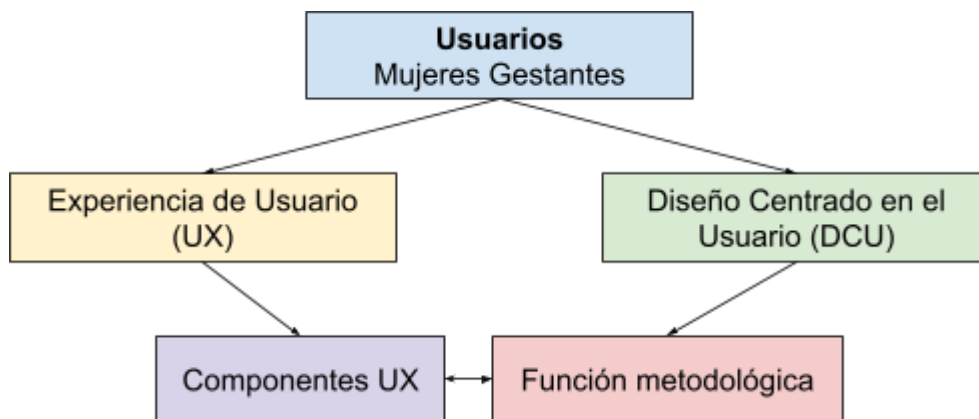 Usuarios
Mujeres Gestantes
Experiencia de Usuario
(UX)
Diseño Centrado en el
Usuario (DCU)
Componentes UX
Función metodológica